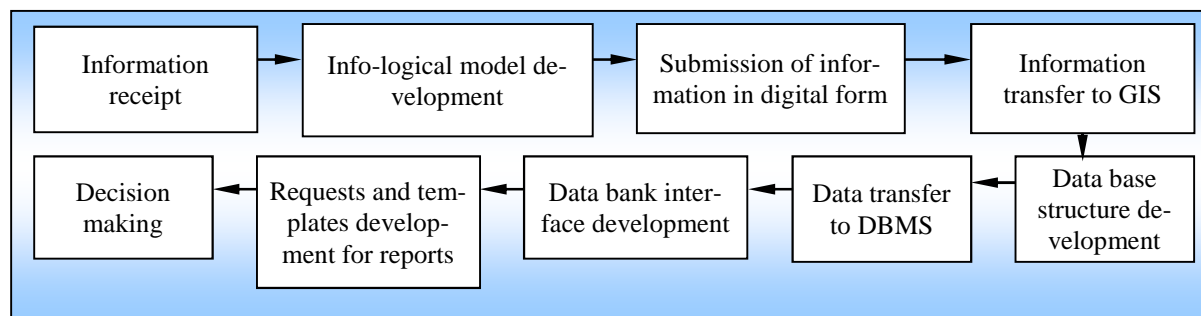 Information
receipt
Info-logical model de-
velopment
Submission of infor-
mation in digital form
Information
transfer to GIS
Decision
making
Requests and tem-
plates develop-
ment for reports
Data bank inter-
face development
Data transfer
to DBMS
Data base
structure de-
velopment